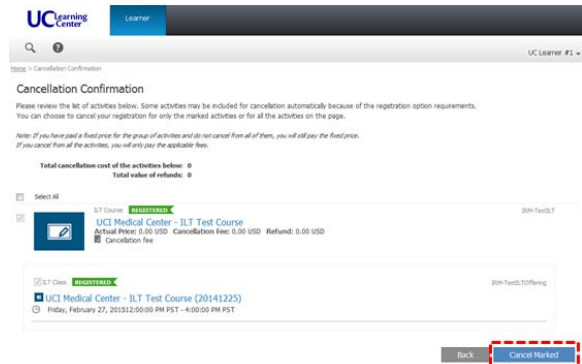 UC Learning Center
Learner
UC Learner #1
Home > Cancellation Confirmation
Cancellation Confirmation
Please review the list of activities below. Some activities may be included for cancellation automatically because of the registration option requirements.
You can choose to cancel your registration for only the marked activities or for all the activities on the page.
Note: If you have paid a fixed price for the group of activities and do not cancel from all of them, you will still pay the fixed price.
If you cancel from all the activities, you will only pay the applicable fees.
Total cancellation cost of the activities below: 0
Total value of refunds: 0
Select All
ILT Course REGISTERED IRM-TestILT
UCI Medical Center - ILT Test Course
Actual Price: 0.00 USD Cancellation Fee: 0.00 USD Refund: 0.00 USD
Cancellation fee
ILT Class REGISTERED IRM-TestILTOffering
UCI Medical Center - ILT Test Course (20141225)
Friday, February 27, 201512:00:00 PM PST - 4:00:00 PM PST
Back Cancel Marked